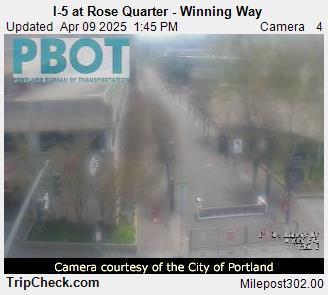 I-5 at Rose Quarter - Winning Way
Updated Apr 09 2025 1:45 PM Camera 4
PBOT
PORTLAND BUREAU OF TRANSPORTATION
Camera courtesy of the City of Portland
TripCheck.com Milepost302.00